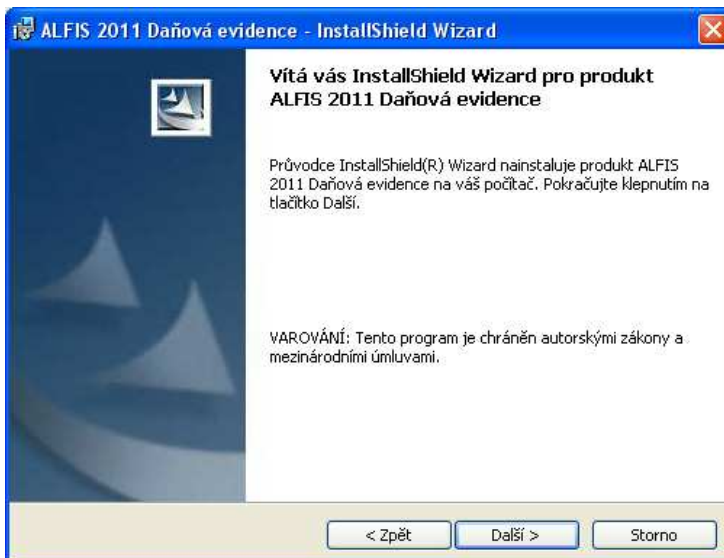 ALFIS 2011 Daňová evidence - InstallShield Wizard
Vítá vás InstallShield Wizard pro produkt
ALFIS 2011 Daňová evidence
Průvodce InstallShield(R) Wizard nainstaluje produkt ALFIS
2011 Daňová evidence na váš počítač. Pokračujte klepnutím na
tlačítko Další.
VAROVÁNÍ: Tento program je chráněn autorskými zákony a
mezinárodními úmluvami.
< Zpět Další > Storno